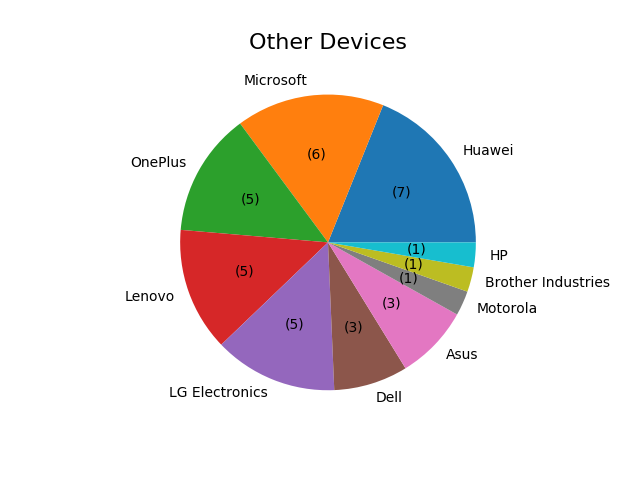 Other Devices
Microsoft
Huawei
OnePlus
Lenovo
LG Electronics
Dell
Asus
Motorola
Brother Industries
HP
(6)
(7)
(5)
(5)
(5)
(3)
(3)
(1)
(1)
(1)